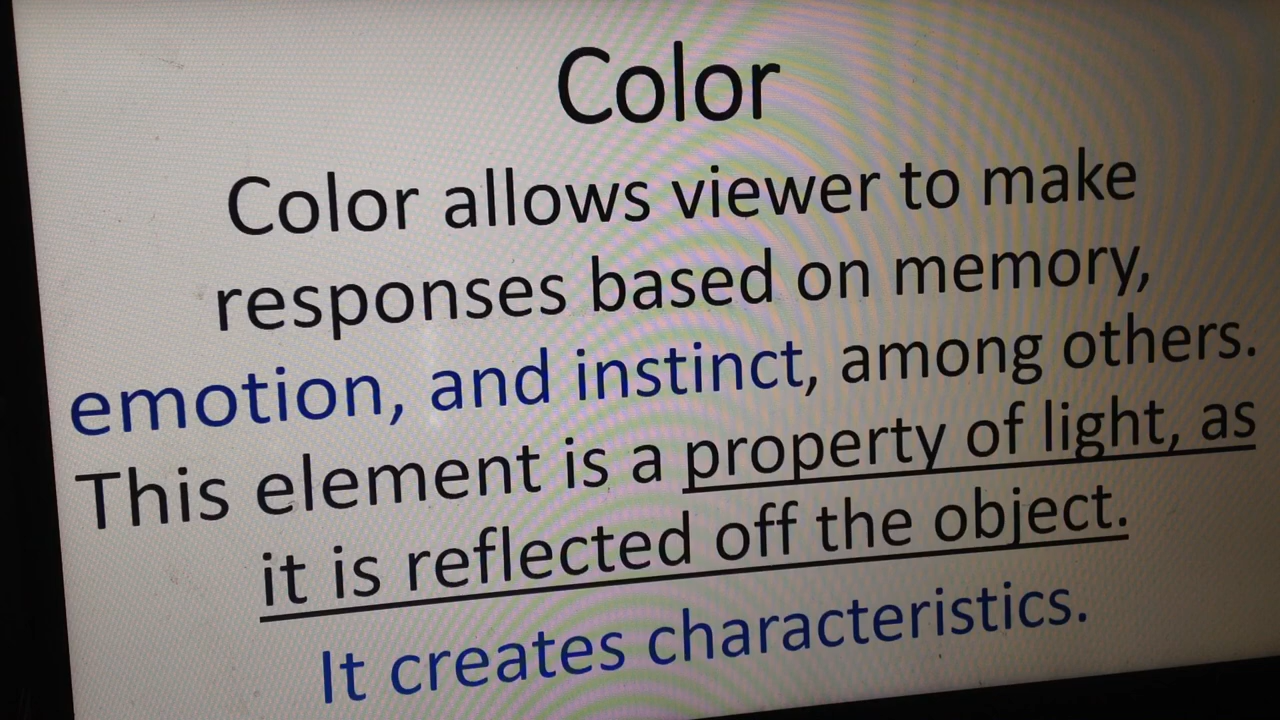 Color
Color allows viewer to make
responses based on memory,
emotion, and instinct, among others.
This element is a property of light, as
it is reflected off the object.
It creates characteristics.